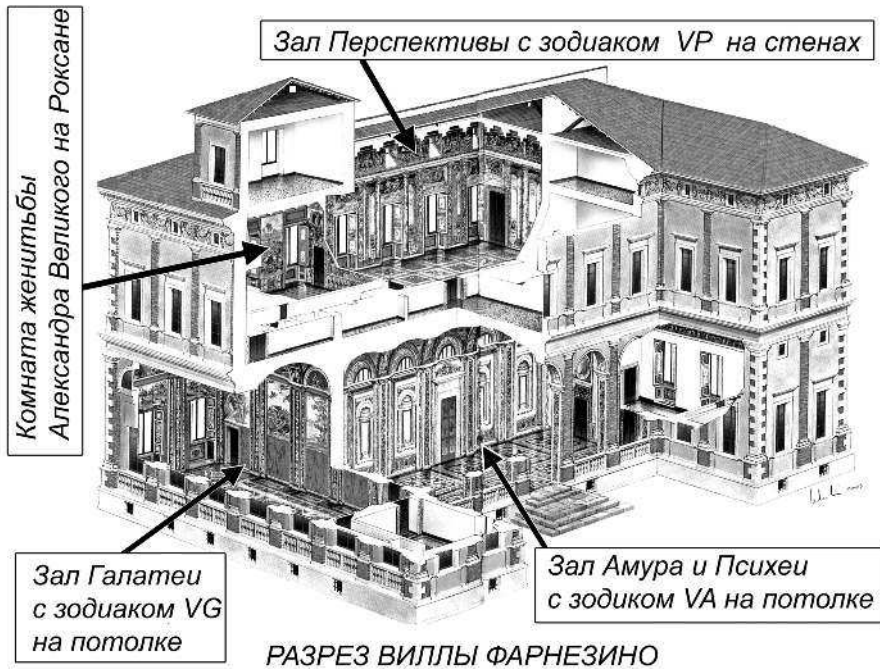 Зал Перспективы с зодиаком VP на стенах
Комната женитьбы
Александра Великого на Роксане
Зал Галатеи
с зодиаком VG
на потолке
Зал Амура и Психеи
с зодиком VA на потолке
РАЗРЕЗ ВИЛЛЫ ФАРНЕЗИНО